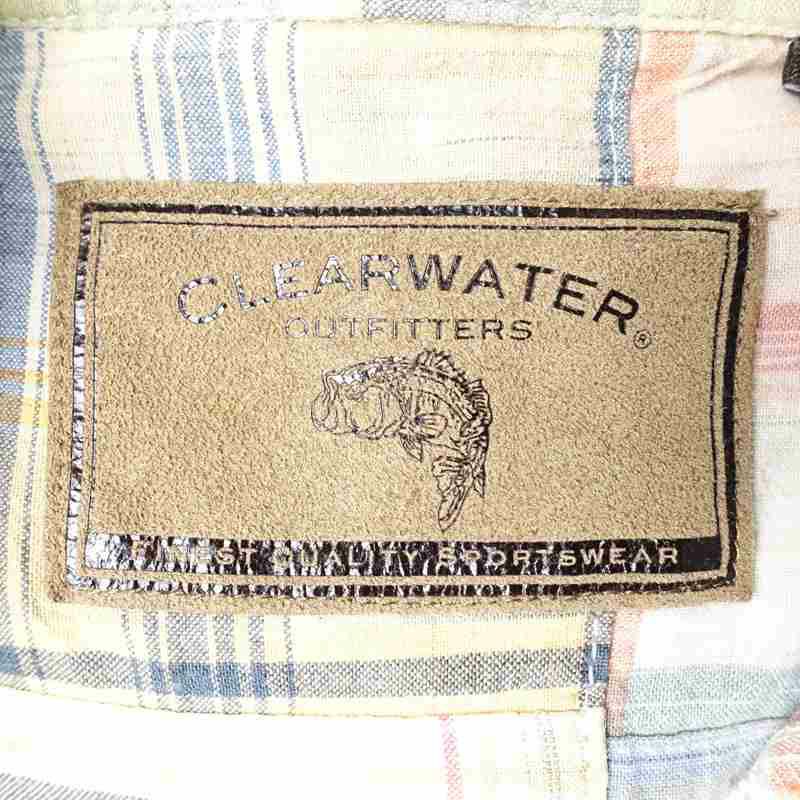 CLEARWATER
OUTFITTERS ®
FINEST QUALITY SPORTSWEAR